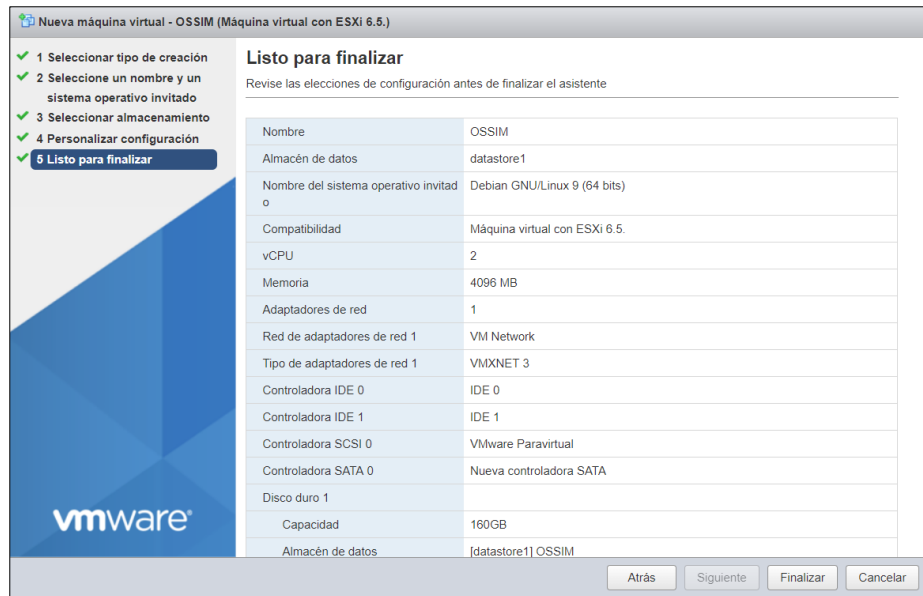 Nueva máquina virtual - OSSIM (Máquina virtual con ESXi 6.5.)
1 Seleccionar tipo de creación
2 Seleccione un nombre y un
sistema operativo invitado
3 Seleccionar almacenamiento
4 Personalizar configuración
5 Listo para finalizar
vmware®
Listo para finalizar
Revise las elecciones de configuración antes de finalizar el asistente
Nombre OSSIM
Almacén de datos datastore1
Nombre del sistema operativo invitad Debian GNU/Linux 9 (64 bits)
o
Compatibilidad Máquina virtual con ESXi 6.5.
vCPU 2
Memoria 4096 MB
Adaptadores de red 1
Red de adaptadores de red 1 VM Network
Tipo de adaptadores de red 1 VMXNET 3
Controladora IDE 0 IDE 0
Controladora IDE 1 IDE 1
Controladora SCSI 0 VMware Paravirtual
Controladora SATA 0 Nueva controladora SATA
Disco duro 1
Capacidad 160GB
Almacén de datos [datastore1] OSSIM
Atrás Siguiente Finalizar Cancelar